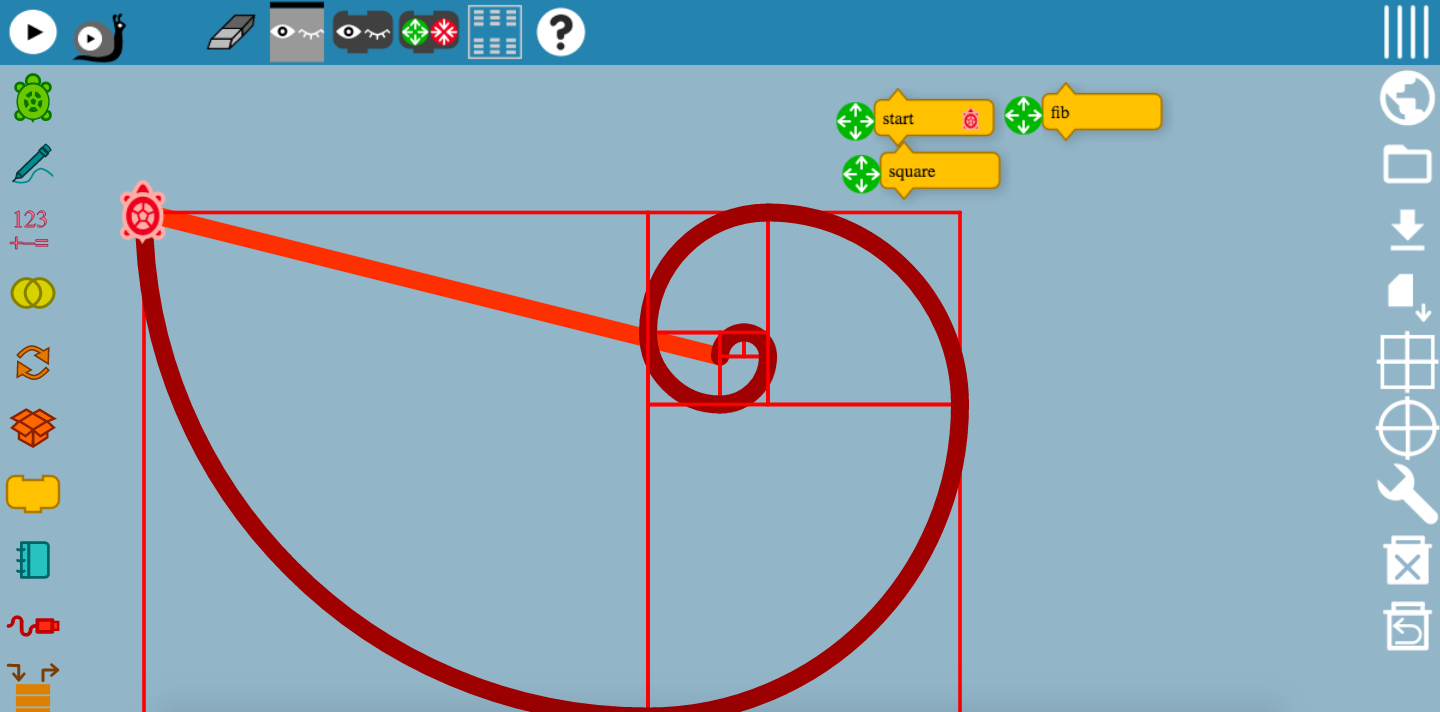 ?
start
fib
square
123
+−=